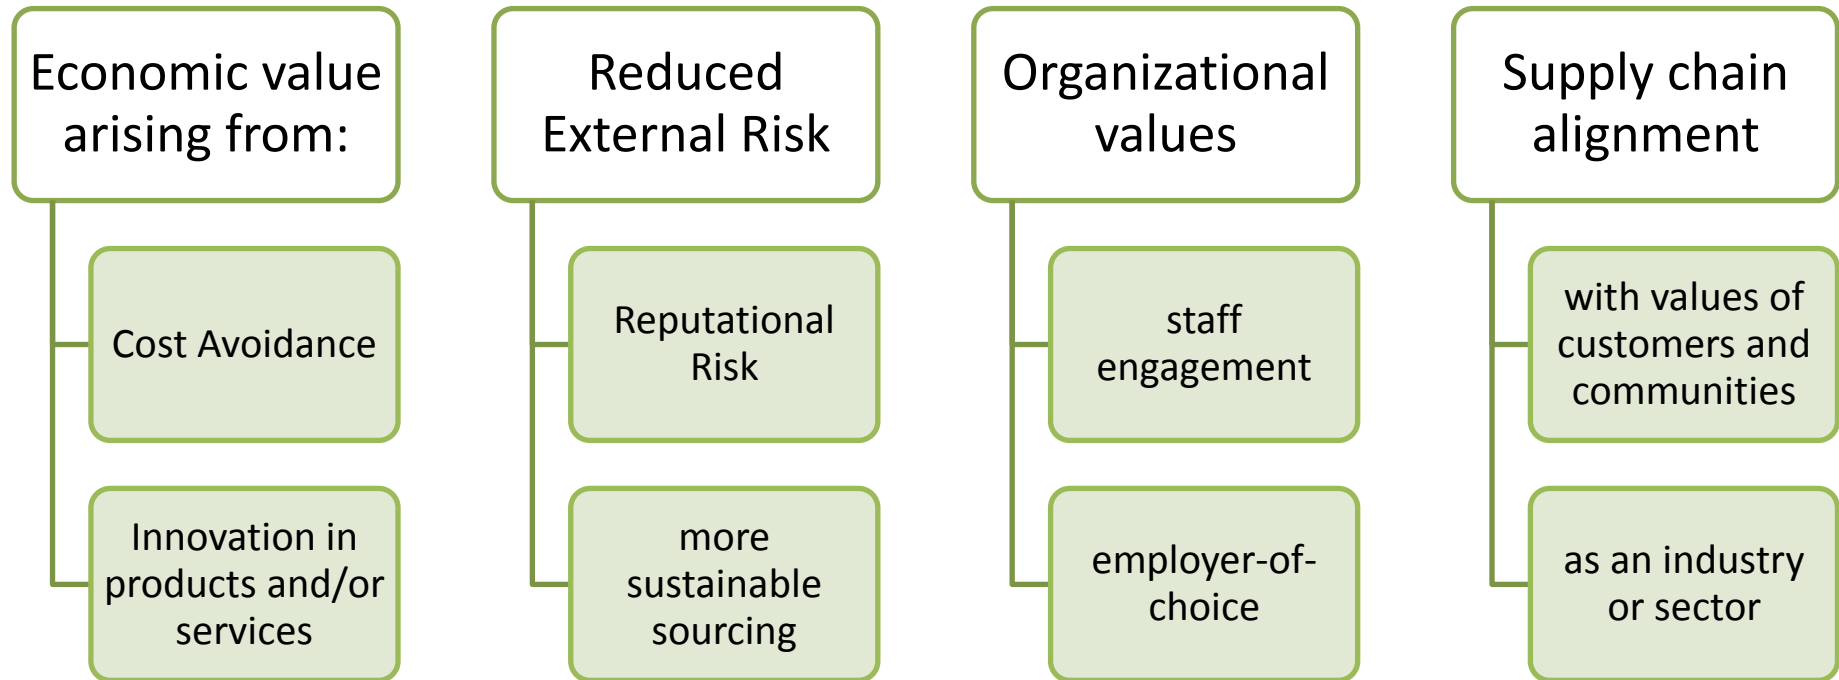 Economic value
arising from:
Cost Avoidance
Innovation in
products and/or
services
Reduced
External Risk
Reputational
Risk
more
sustainable
sourcing
Organizational
values
staff
engagement
employer-of-
choice
Supply chain
alignment
with values of
customers and
communities
as an industry
or sector